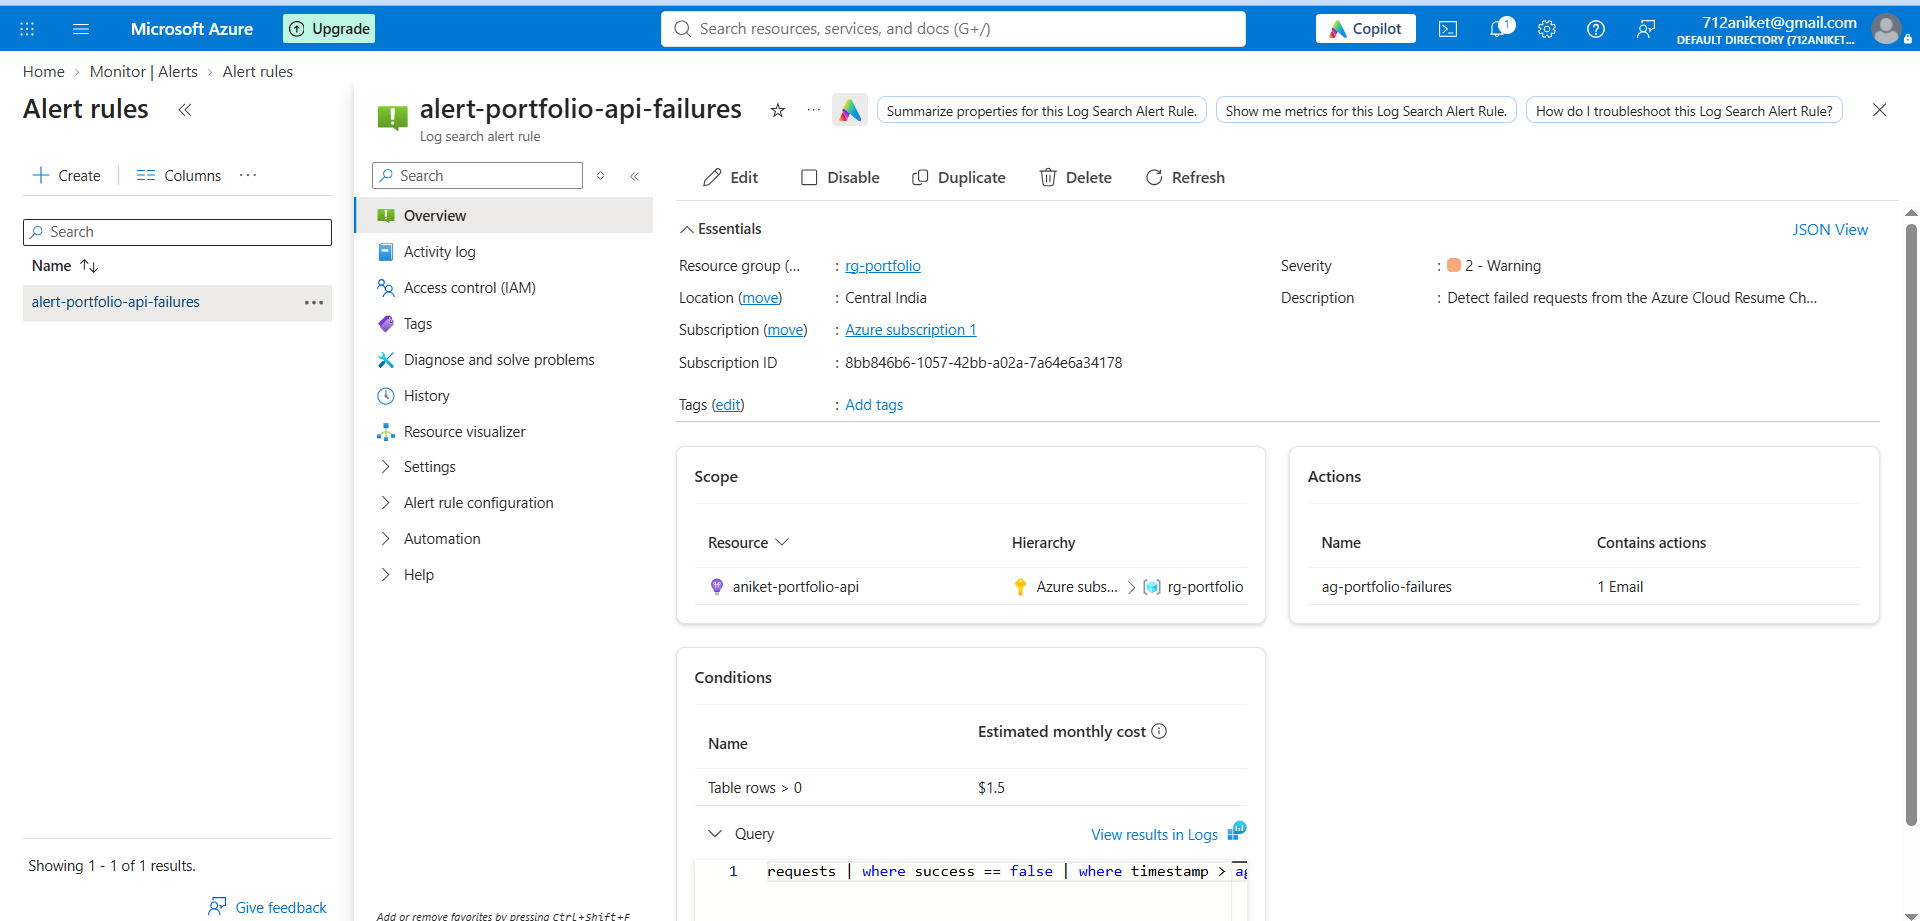 Microsoft Azure
Upgrade
Search resources, services, and docs (G+/)
Copilot
1
712aniket@gmail.com
DEFAULT DIRECTORY (712ANIKET...
Home > Monitor | Alerts > Alert rules
Alert rules
Create
Columns
Search
Name
alert-portfolio-api-failures
Showing 1 - 1 of 1 results.
Give feedback
alert-portfolio-api-failures
Log search alert rule
Summarize properties for this Log Search Alert Rule.
Show me metrics for this Log Search Alert Rule.
How do I troubleshoot this Log Search Alert Rule?
Search
Overview
Activity log
Access control (IAM)
Tags
Diagnose and solve problems
History
Resource visualizer
Settings
Alert rule configuration
Automation
Help
Add or remove favorites by pressing Ctrl+Shift+F
Edit
Disable
Duplicate
Delete
Refresh
Essentials
JSON View
Resource group (... : rg-portfolio
Location (move) : Central India
Subscription (move) : Azure subscription 1
Subscription ID : 8bb846b6-1057-42bb-a02a-7a64e6a34178
Tags (edit) : Add tags
Severity : 2 - Warning
Description : Detect failed requests from the Azure Cloud Resume Ch...
Scope
Resource Hierarchy
aniket-portfolio-api Azure subs... > rg-portfolio
Actions
Name Contains actions
ag-portfolio-failures 1 Email
Conditions
Name Estimated monthly cost
Table rows > 0 $1.5
Query
View results in Logs
1 requests | where success == false | where timestamp > ag